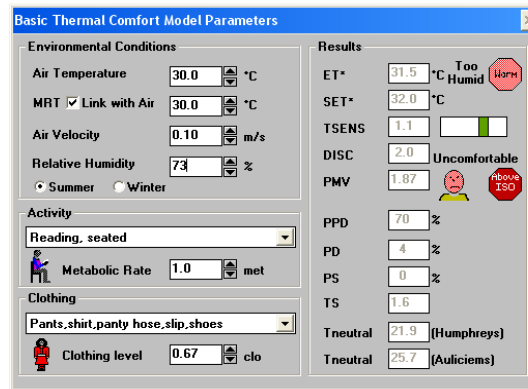 Basic Thermal Comfort Model Parameters
Environmental Conditions
Air Temperature 30.0 °C
MRT Link with Air 30.0 °C
Air Velocity 0.10 m/s
Relative Humidity 73 %
Summer Winter
Activity
Reading, seated
Metabolic Rate 1.0 met
Clothing
Pants,shirt,panty hose,slip,shoes
Clothing level 0.67 clo
Results
ET* 31.5 °C Too Humid Warm
SET* 32.0 °C
TSENS 1.1
DISC 2.0 Uncomfortable
PMV 1.87 Above ISO
PPD 70 %
PD 4 %
PS 0 %
TS 1.6
Tneutral 21.9 (Humphreys)
Tneutral 25.7 (Auliciems)